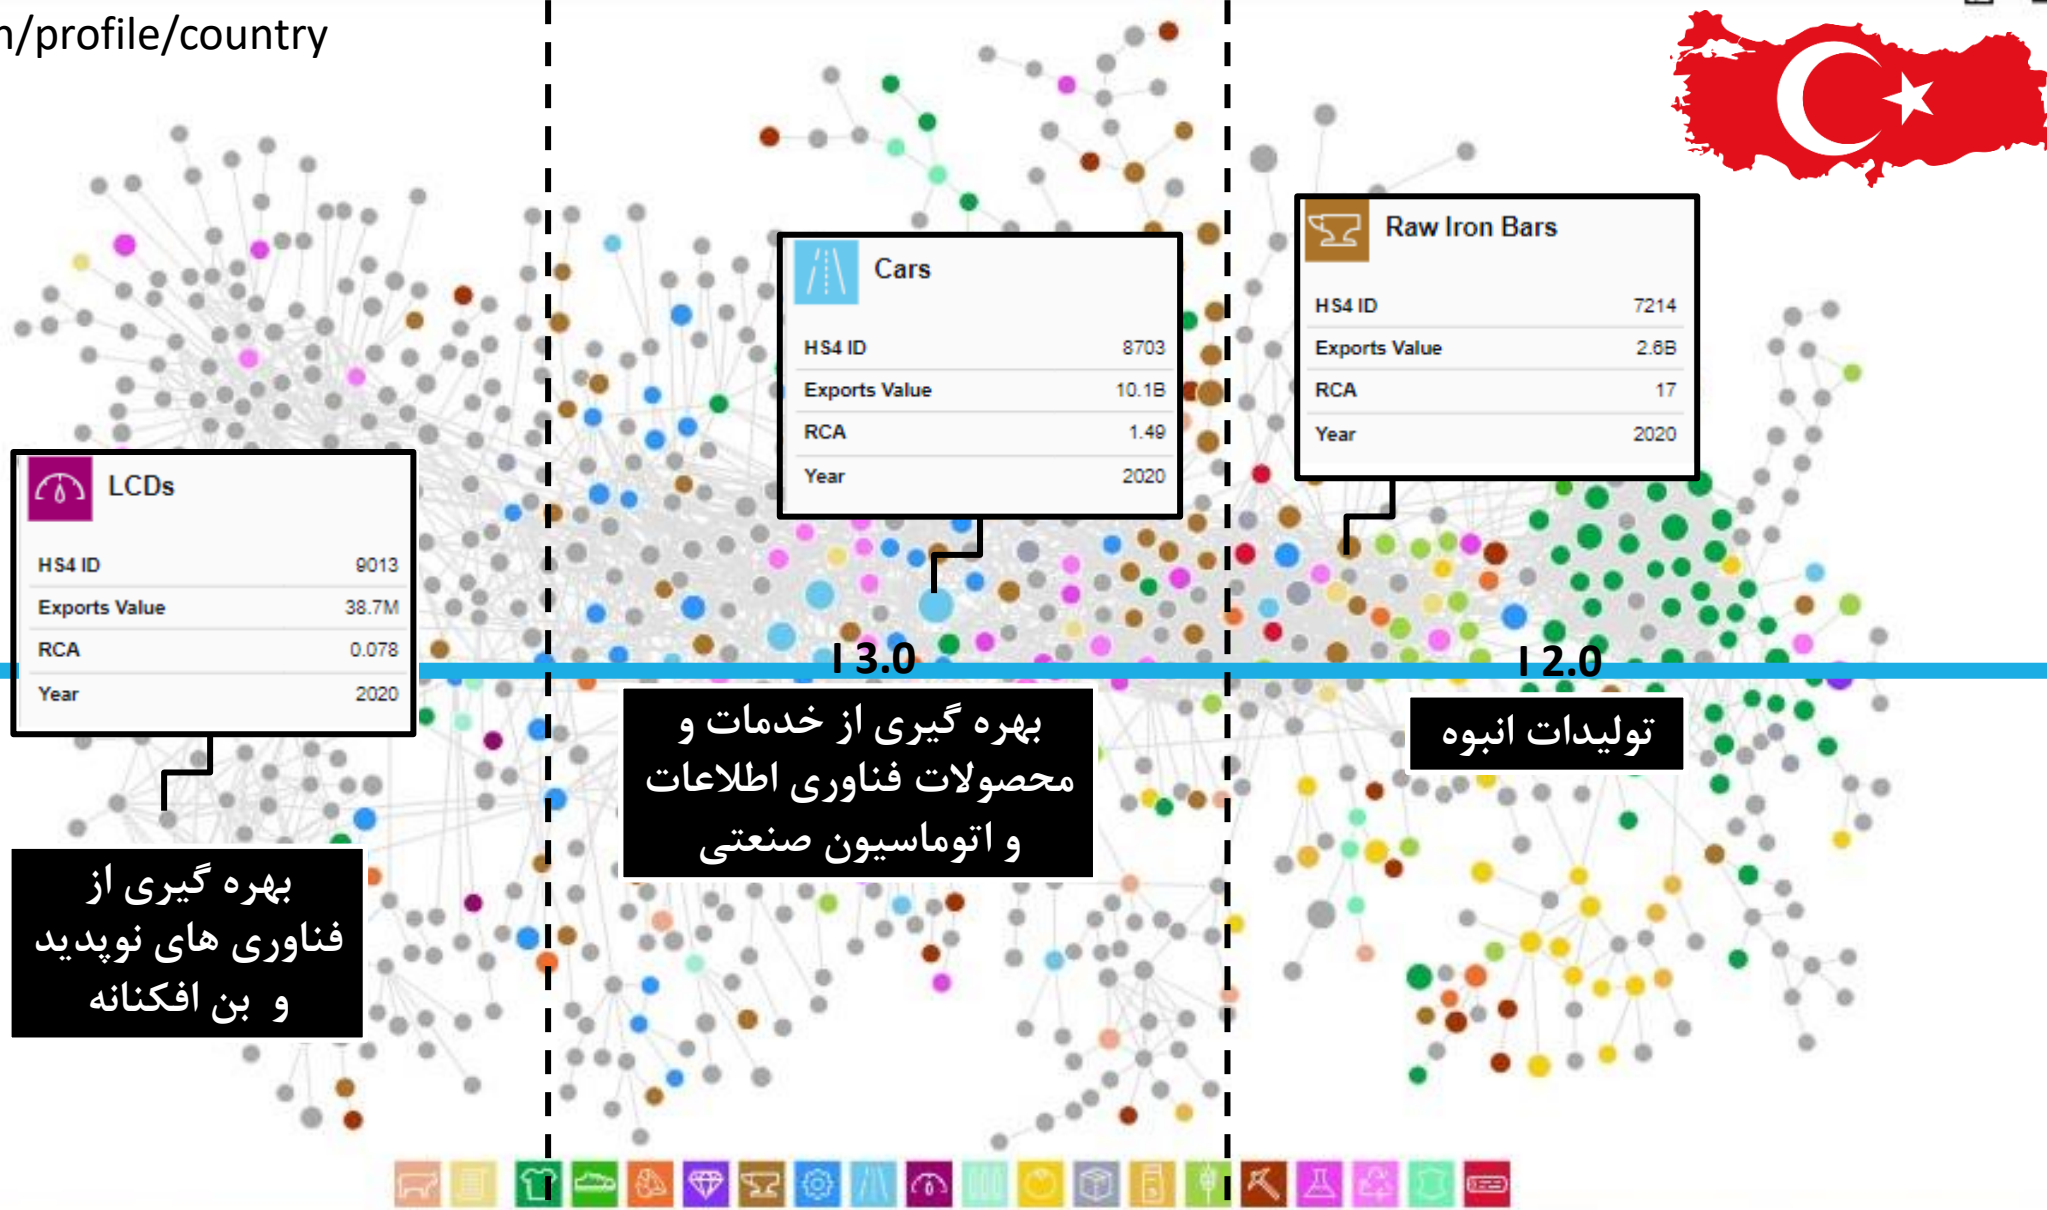 n/profile/country
Raw Iron Bars
HS4 ID 7214
Exports Value 2.6B
RCA 17
Year 2020
Cars
HS4 ID 8703
Exports Value 10.1B
RCA 1.49
Year 2020
LCDs
HS4 ID 9013
Exports Value 38.7M
RCA 0.078
Year 2020
I 3.0
I 2.0
بهره گیری از خدمات و
محصولات فناوری اطلاعات
و اتوماسیون صنعتی
تولیدات انبوه
بهره گیری از
فناوری های نوپدید
و بن افکنانه